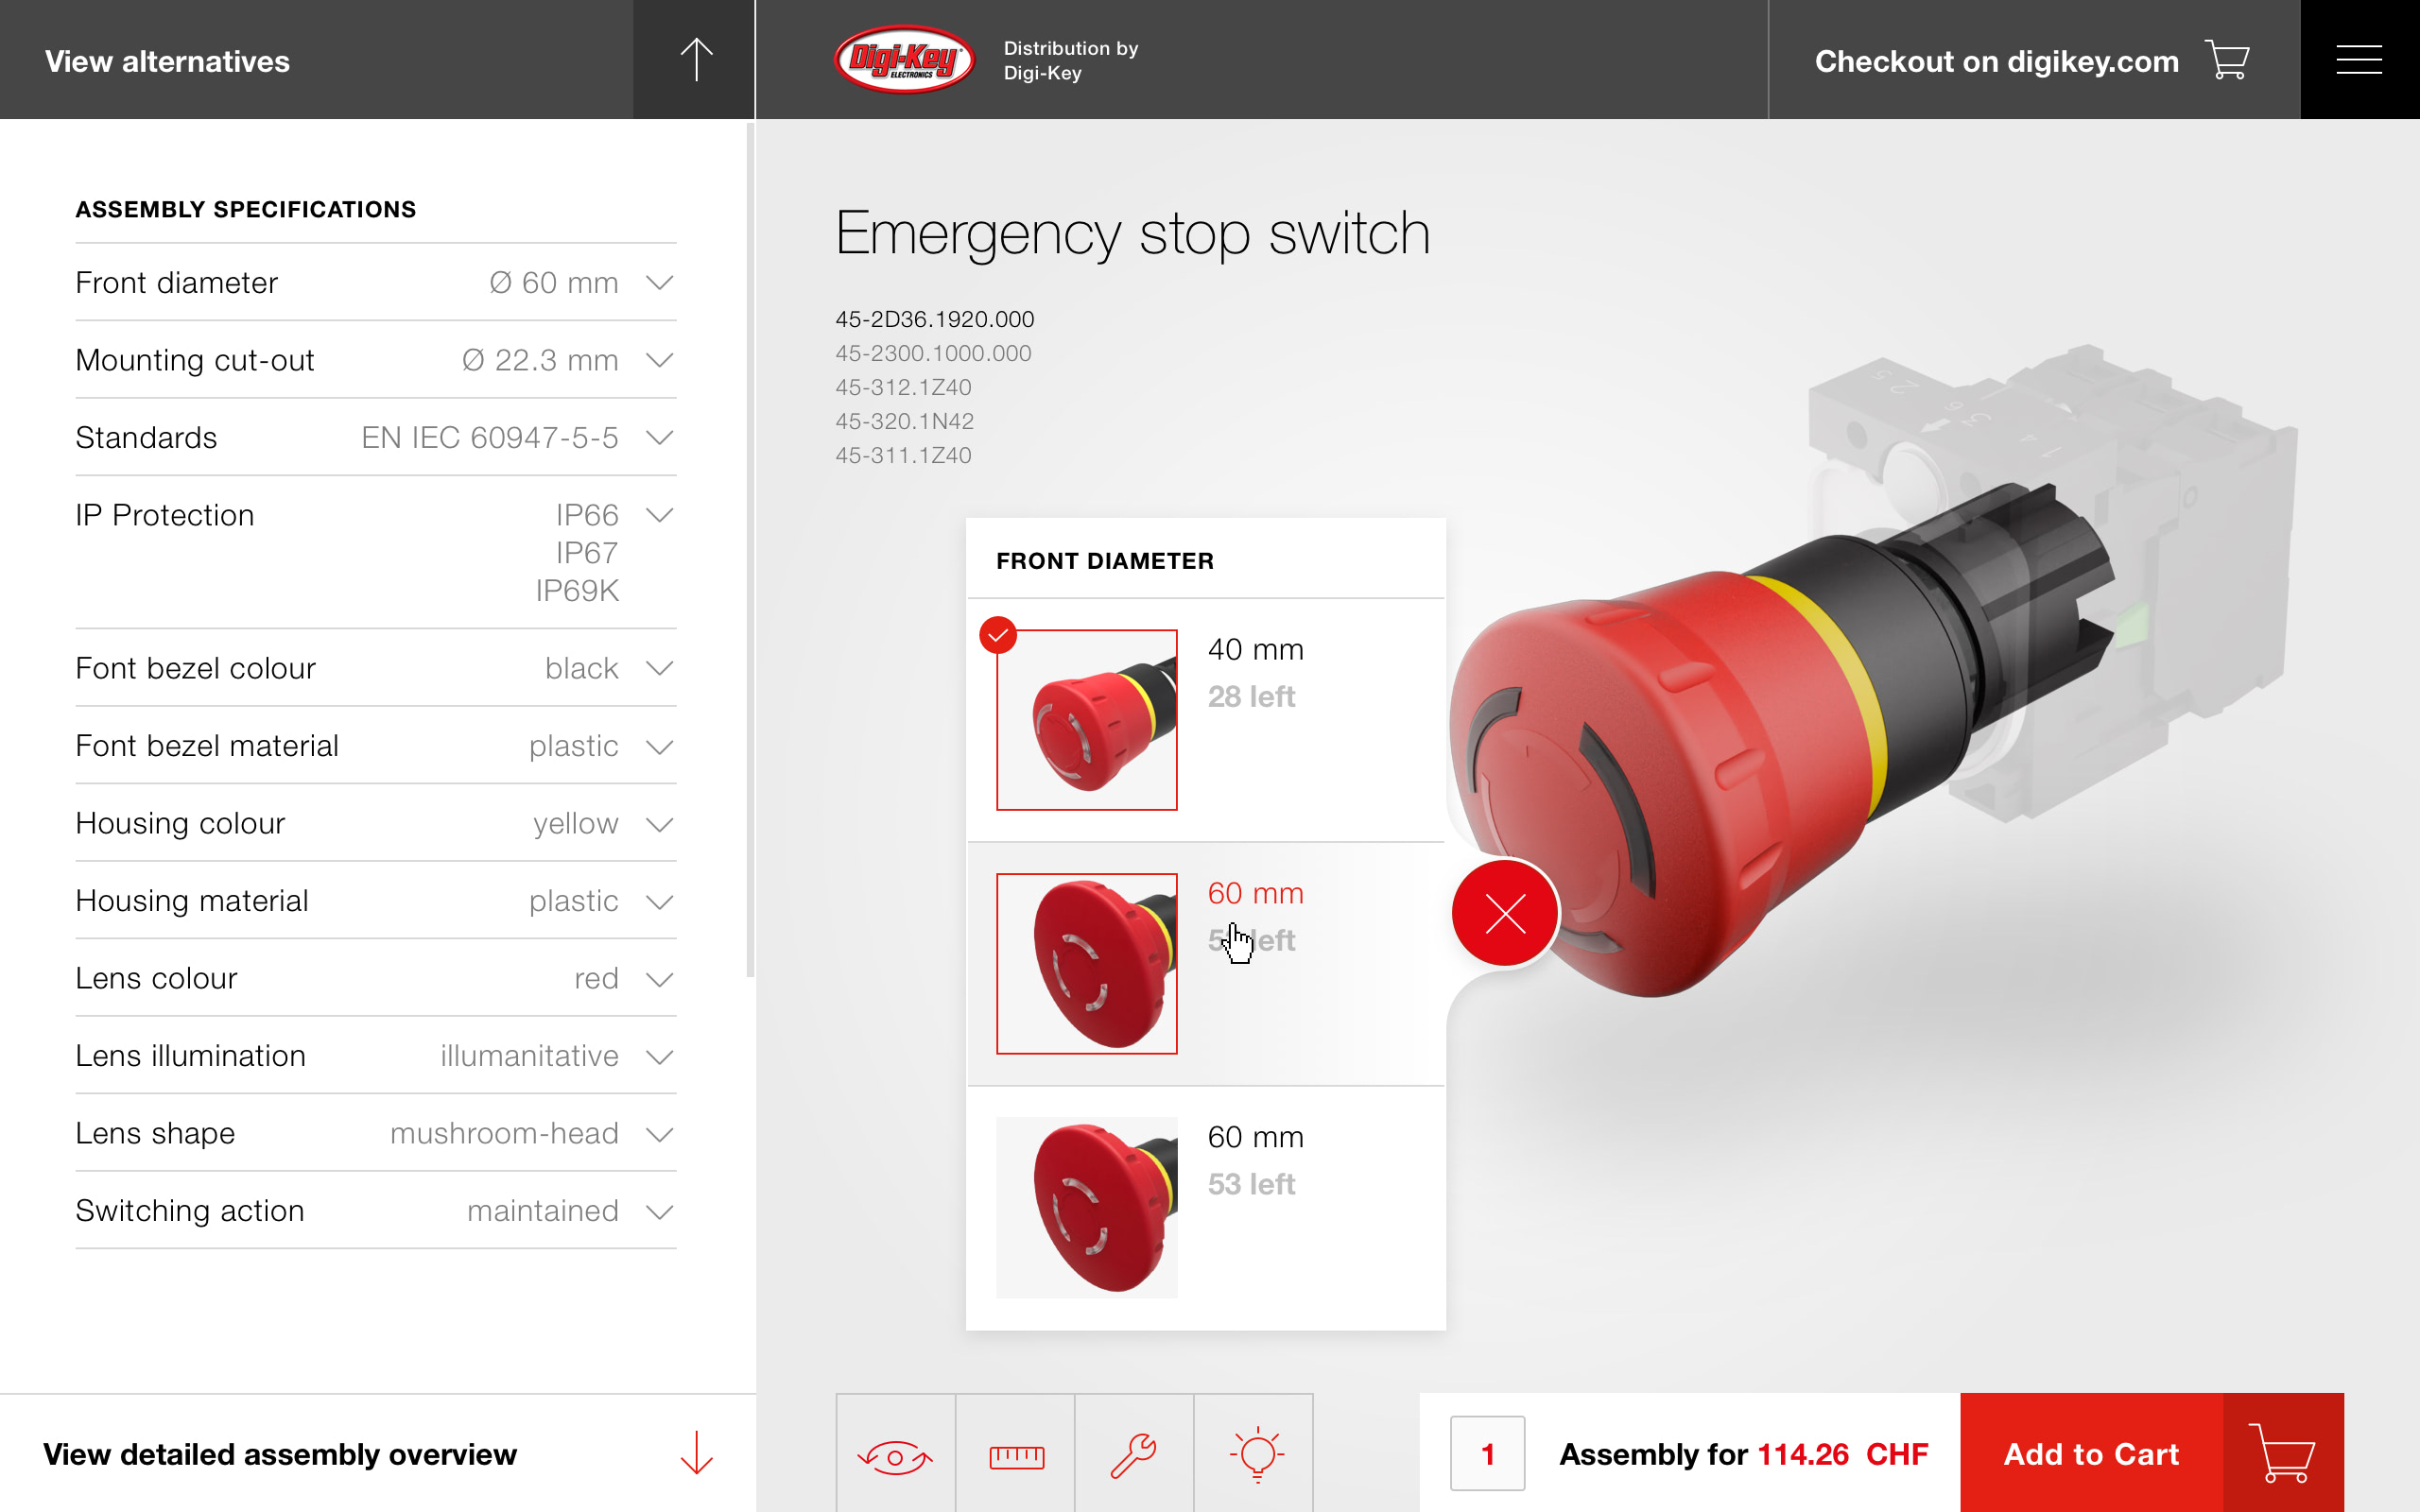 View alternatives
Digi-Key
ELECTRONICS
Distribution by
Digi-Key
Checkout on digikey.com
ASSEMBLY SPECIFICATIONS
Front diameter Ø 60 mm
Mounting cut-out Ø 22.3 mm
Standards EN IEC 60947-5-5
IP Protection IP66
IP67
IP69K
Font bezel colour black
Font bezel material plastic
Housing colour yellow
Housing material plastic
Lens colour red
Lens illumination illumanitative
Lens shape mushroom-head
Switching action maintained
View detailed assembly overview
Emergency stop switch
45-2D36.1920.000
45-2300.1000.000
45-312.1Z40
45-320.1N42
45-311.1Z40
FRONT DIAMETER
40 mm
28 left
60 mm
left
60 mm
53 left
1
Assembly for 114.26 CHF
Add to Cart